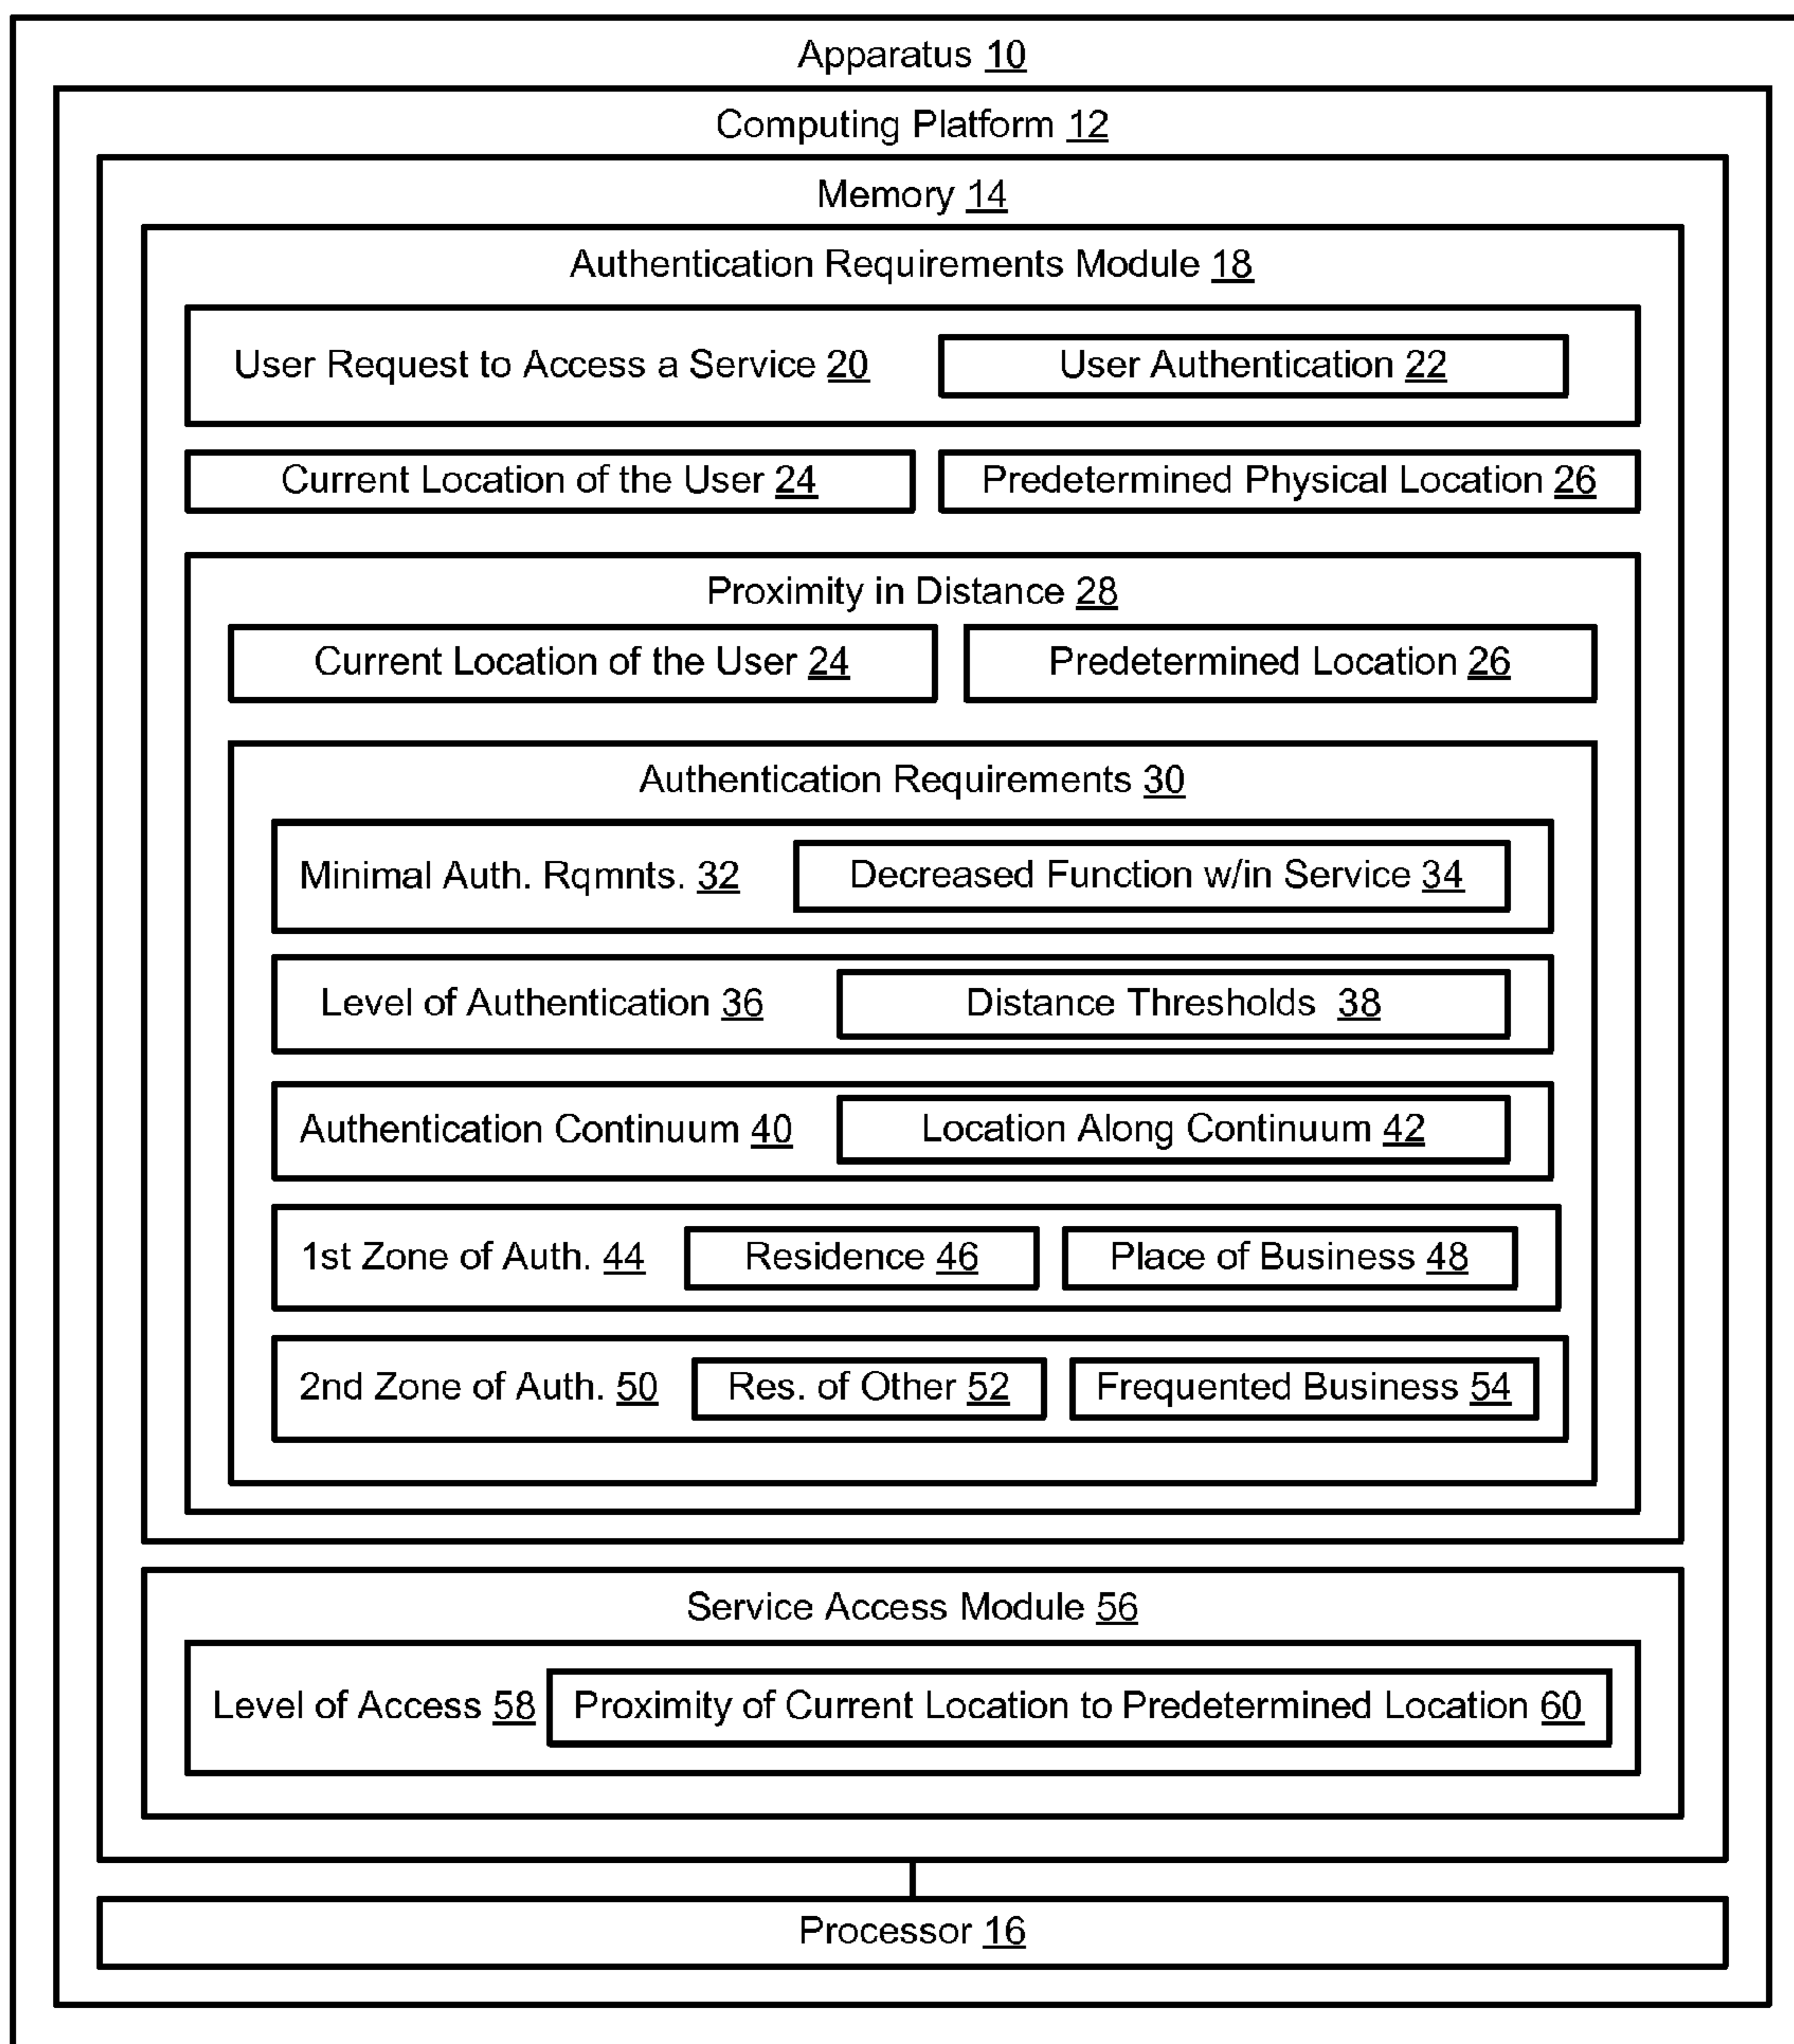 Apparatus 10
Computing Platform 12
Memory 14
Authentication Requirements Module 18
User Request to Access a Service 20
User Authentication 22
Current Location of the User 24
Predetermined Physical Location 26
Proximity in Distance 28
Current Location of the User 24
Predetermined Location 26
Authentication Requirements 30
Minimal Auth. Rqmnts. 32
Decreased Function w/in Service 34
Level of Authentication 36
Distance Thresholds 38
Authentication Continuum 40
Location Along Continuum 42
1st Zone of Auth. 44
Residence 46
Place of Business 48
2nd Zone of Auth. 50
Res. of Other 52
Frequented Business 54
Service Access Module 56
Level of Access 58
Proximity of Current Location to Predetermined Location 60
Processor 16